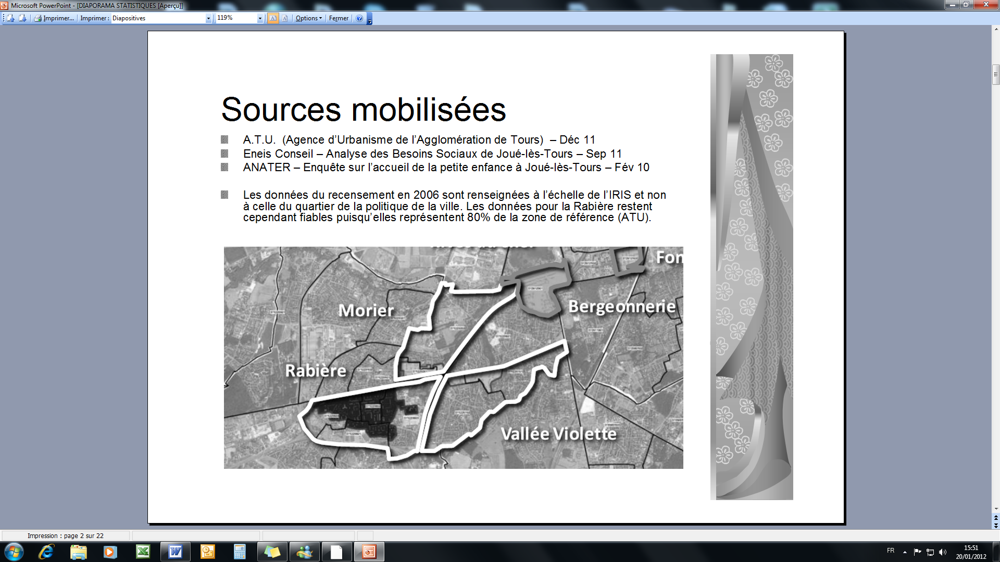 Microsoft PowerPoint - [DIAPORAMA STATISTIQUES [Aperçu]]
Imprimer... Imprimer : Diapositives 119% Options Fermer
Sources mobilisées
A.T.U. (Agence d’Urbanisme de l’Agglomération de Tours) – Déc 11
Eneis Conseil – Analyse des Besoins Sociaux de Joué-lès-Tours – Sep 11
ANATER – Enquête sur l’accueil de la petite enfance à Joué-lès-Tours – Fév 10
Les données du recensement en 2006 sont renseignées à l’échelle de l’IRIS et non
à celle du quartier de la politique de la ville. Les données pour la Rabière restent
cependant fiables puisqu’elles représentent 80% de la zone de référence (ATU).
Fon
Morier
Bergeonnerie
Rabière
Vallée Violette
Impression : page 2 sur 22
FR
15:51
20/01/2012